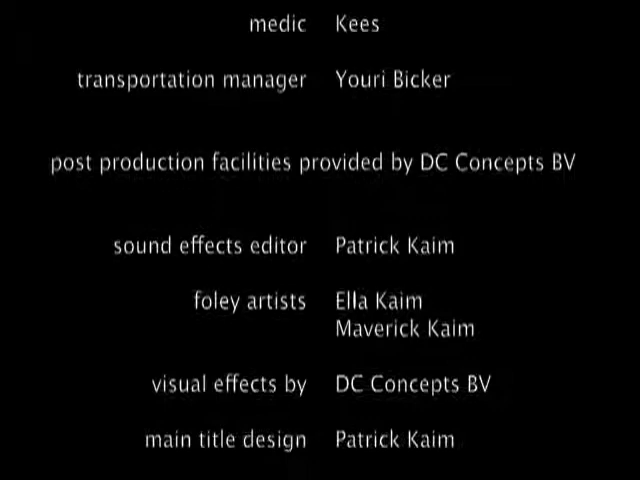 medic Kees
transportation manager Youri Bicker
post production facilities provided by DC Concepts BV
sound effects editor Patrick Kaim
foley artists Ella Kaim
Maverick Kaim
visual effects by DC Concepts BV
main title design Patrick Kaim